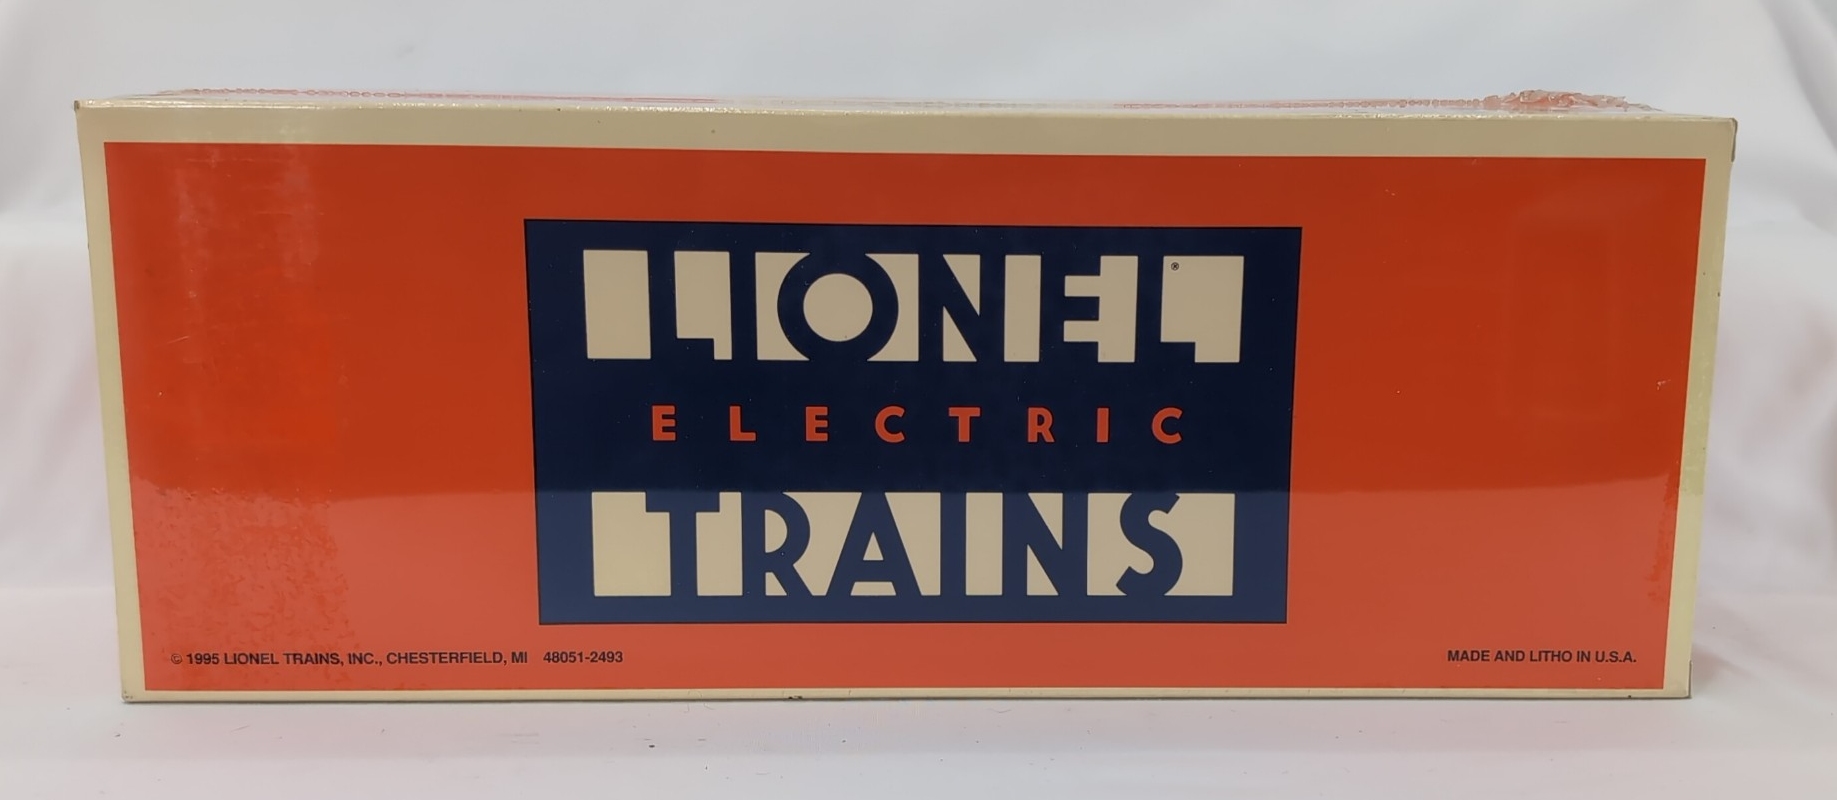 LIONEL®
ELECTRIC
TRAINS
© 1995 LIONEL TRAINS, INC., CHESTERFIELD, MI 48051-2493
MADE AND LITHO IN U.S.A.